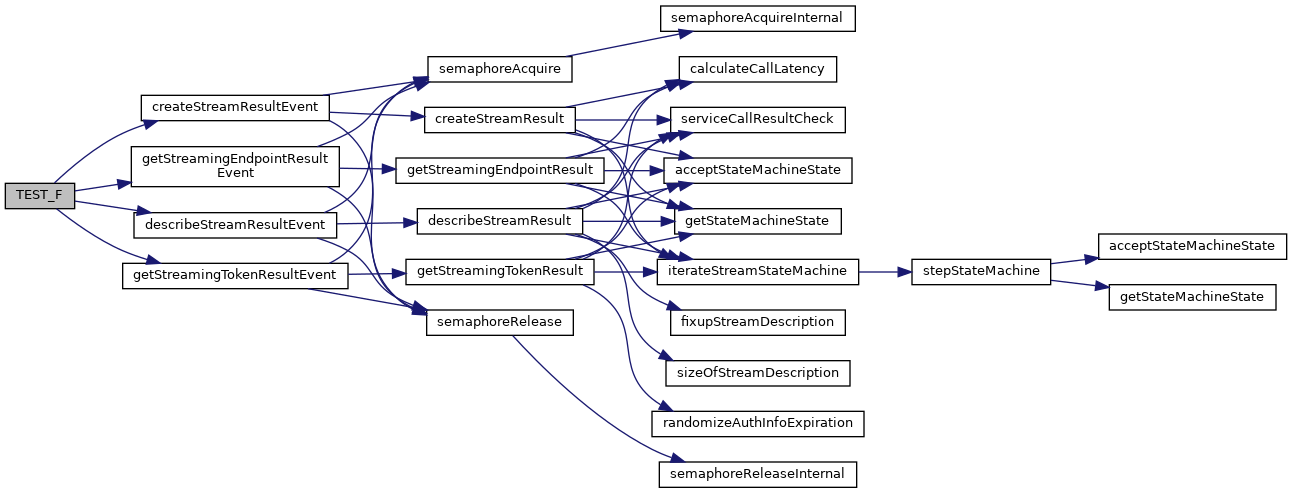 TEST_F
createStreamResultEvent
getStreamingEndpointResult
Event
describeStreamResultEvent
getStreamingTokenResultEvent
semaphoreAcquire
createStreamResult
getStreamingEndpointResult
describeStreamResult
getStreamingTokenResult
semaphoreRelease
semaphoreAcquireInternal
calculateCallLatency
serviceCallResultCheck
acceptStateMachineState
getStateMachineState
iterateStreamStateMachine
fixupStreamDescription
sizeOfStreamDescription
randomizeAuthInfoExpiration
semaphoreReleaseInternal
stepStateMachine
acceptStateMachineState
getStateMachineState